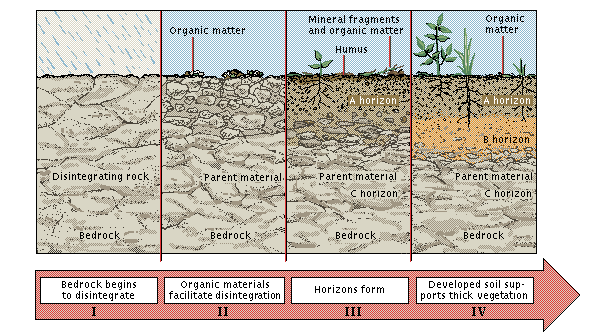 Organic matter
Mineral fragments
and organic matter
Humus
Organic
matter
A horizon
A horizon
B horizon
Disintegrating rock
Parent material
Parent material
C horizon
Parent material
C horizon
Bedrock
Bedrock
Bedrock
Bedrock
Bedrock begins
to disintegrate
I
Organic materials
facilitate disintegration
II
Horizons form
III
Developed soil sup-
ports thick vegetation
IV